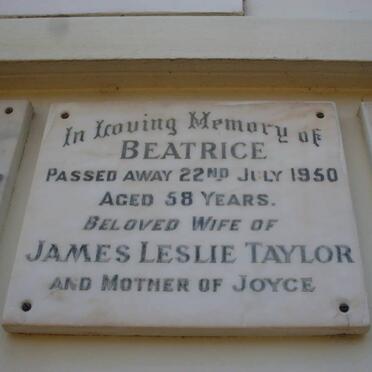 In Loving Memory of
BEATRICE
PASSED AWAY 22ND JULY 1950
AGED 58 YEARS.
BELOVED WIFE OF
JAMES LESLIE TAYLOR
AND MOTHER OF JOYCE